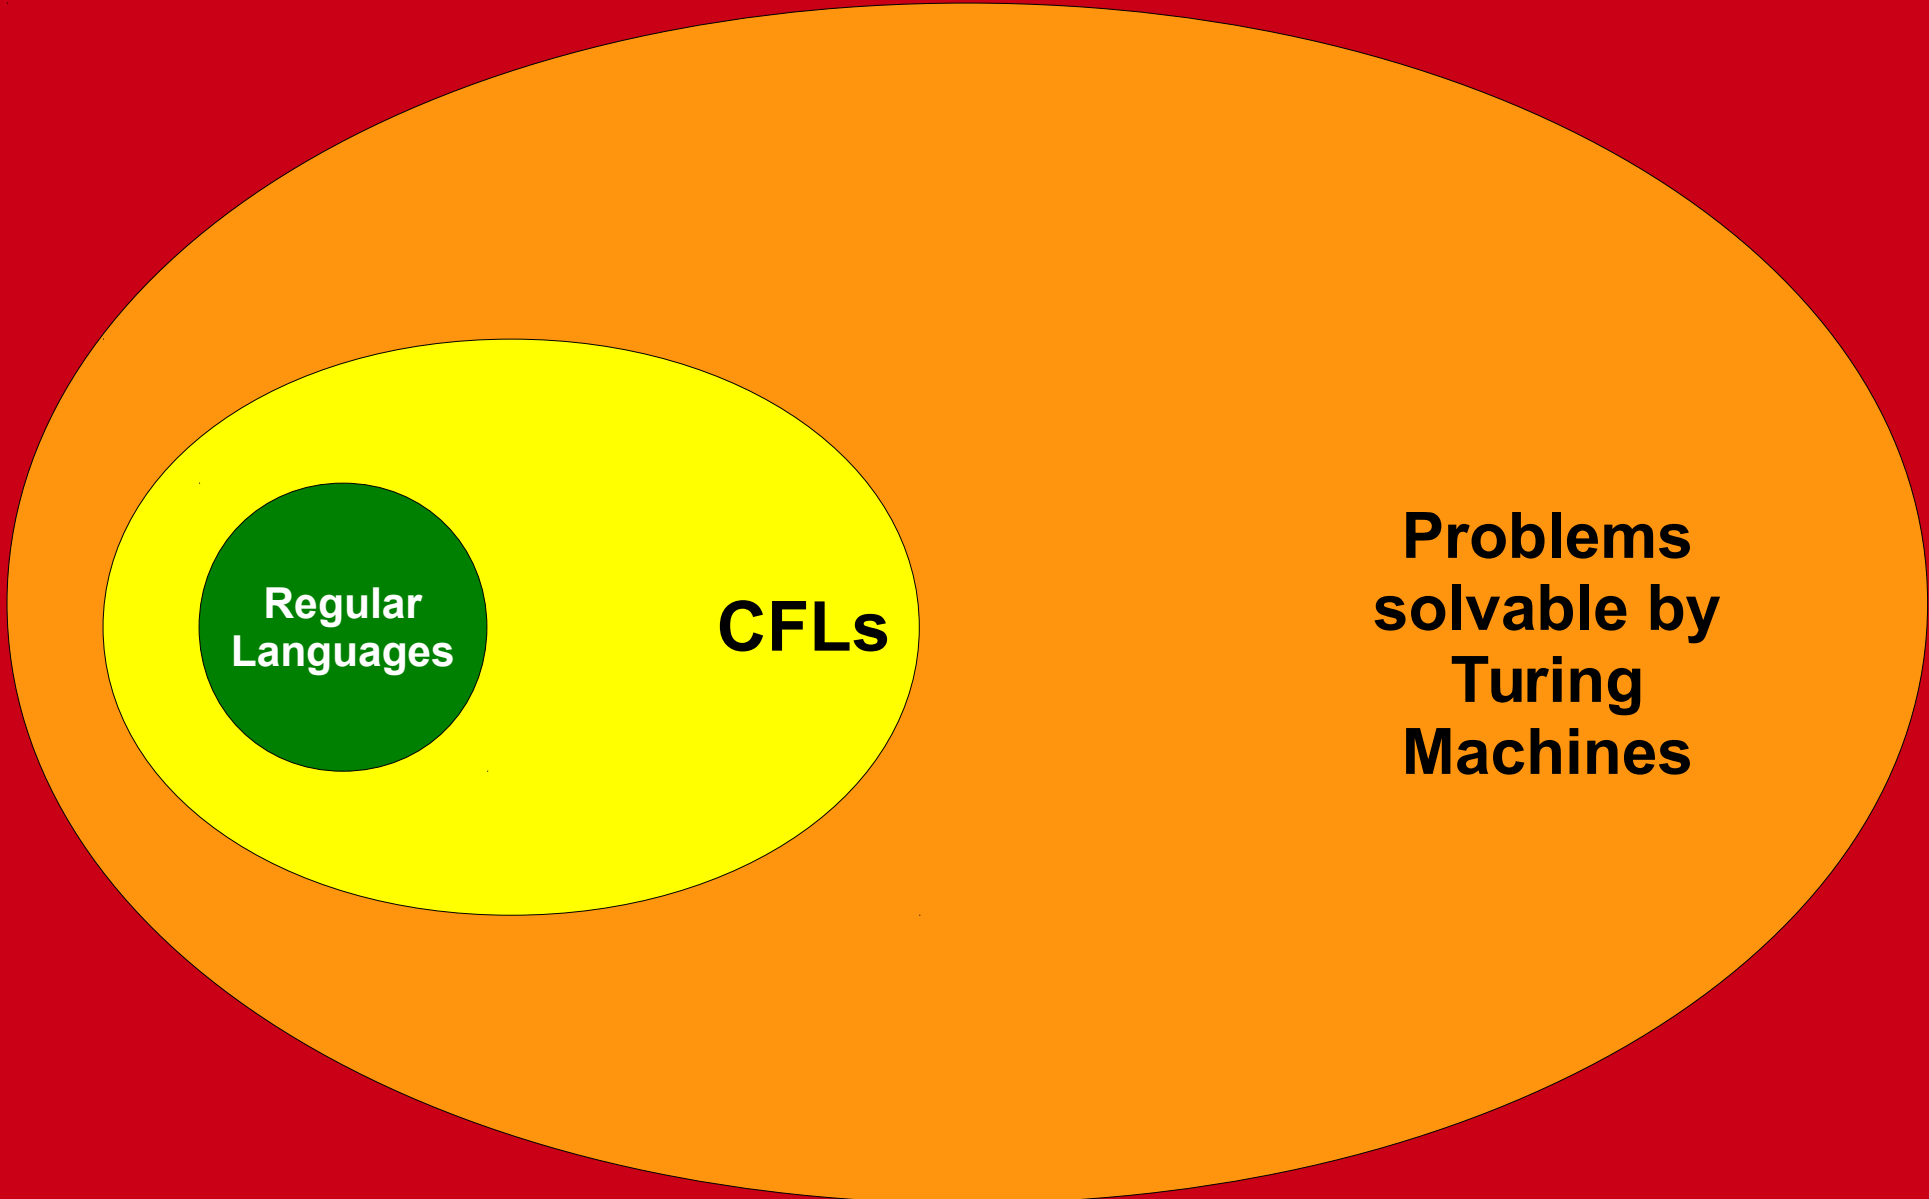 Regular
Languages
CFLs
Problems
solvable by
Turing
Machines